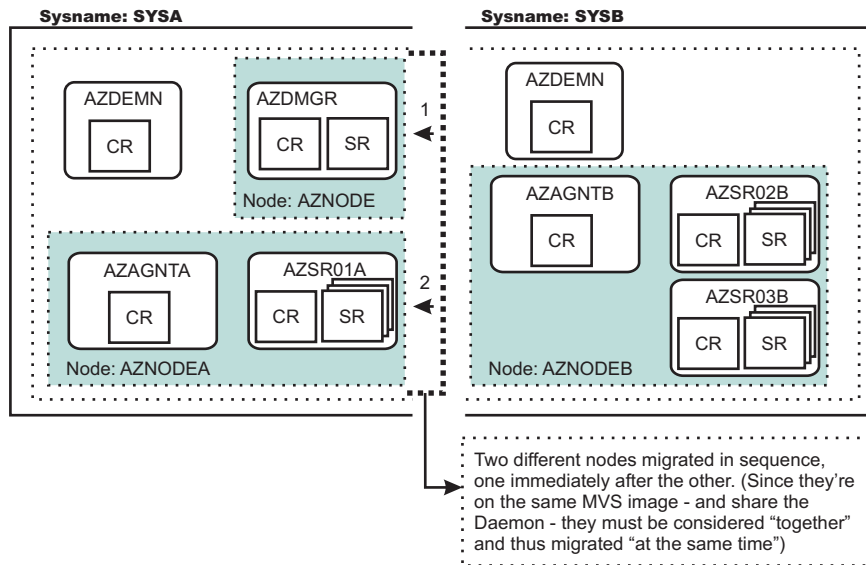 Sysname: SYSA
AZDEMN
CR
AZDMGR
CR SR
Node: AZNODE
1
AZAGNTA
CR
AZSR01A
CR SR
Node: AZNODEA
2
Sysname: SYSB
AZDEMN
CR
AZAGNTB
CR
AZSR02B
CR SR
AZSR03B
CR SR
Node: AZNODEB
Two different nodes migrated in sequence,
one immediately after the other. (Since they're
on the same MVS image - and share the
Daemon - they must be considered “together”
and thus migrated “at the same time”)